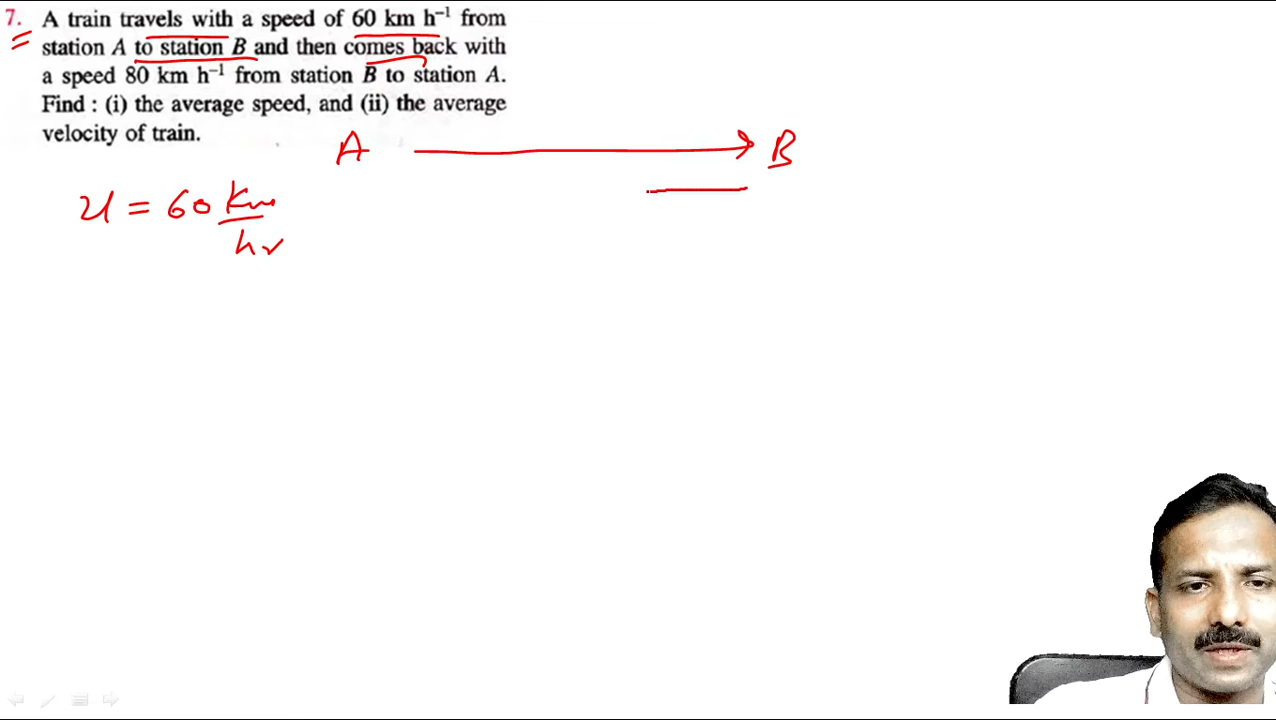 7. A train travels with a speed of 60 km h⁻¹ from
station A to station B and then comes back with
a speed 80 km h⁻¹ from station B to station A.
Find : (i) the average speed, and (ii) the average
velocity of train.
A B
u = 60 km/hr